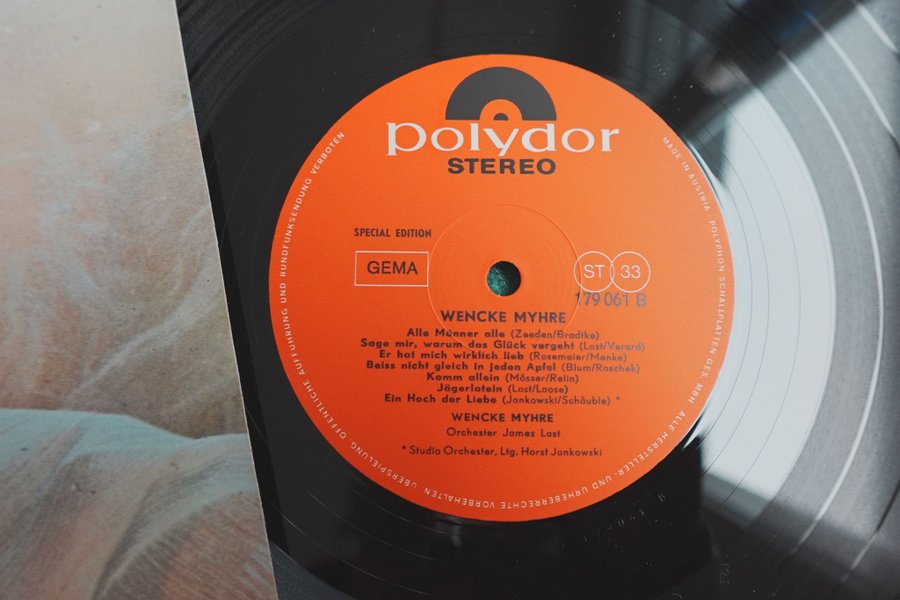 polydor
STEREO
SPECIAL EDITION
GEMA
ST 33
179 061 B
WENCKE MYHRE
Alle Männer alle (Zeeden/Bradtke)
Sage mir, warum das Glück vergeht (Last/Verard)
Er hat mich wirklich lieb (Rosemeier/Menke)
Beiss nicht gleich in jeden Apfel (Blum/Raschek)
Komm allein (Mösser/Relin)
Jägerlatein (Last/Loose)
Ein Hoch der Liebe (Jankowski/Schäuble) *
WENCKE MYHRE
Orchester James Last
* Studio Orchester, Ltg. Horst Jankowski
MADE IN AUSTRIA POLYPHON-SCHALLPLATTEN GES MBH ALLE HERSTELLER- UND URHEBERRECHTE VORBEHALTEN ÜBERSPIELUNG ÖFFENTLICHE AUFFÜHRUNG UND RUNDFUNKSENDUNG VERBOTEN